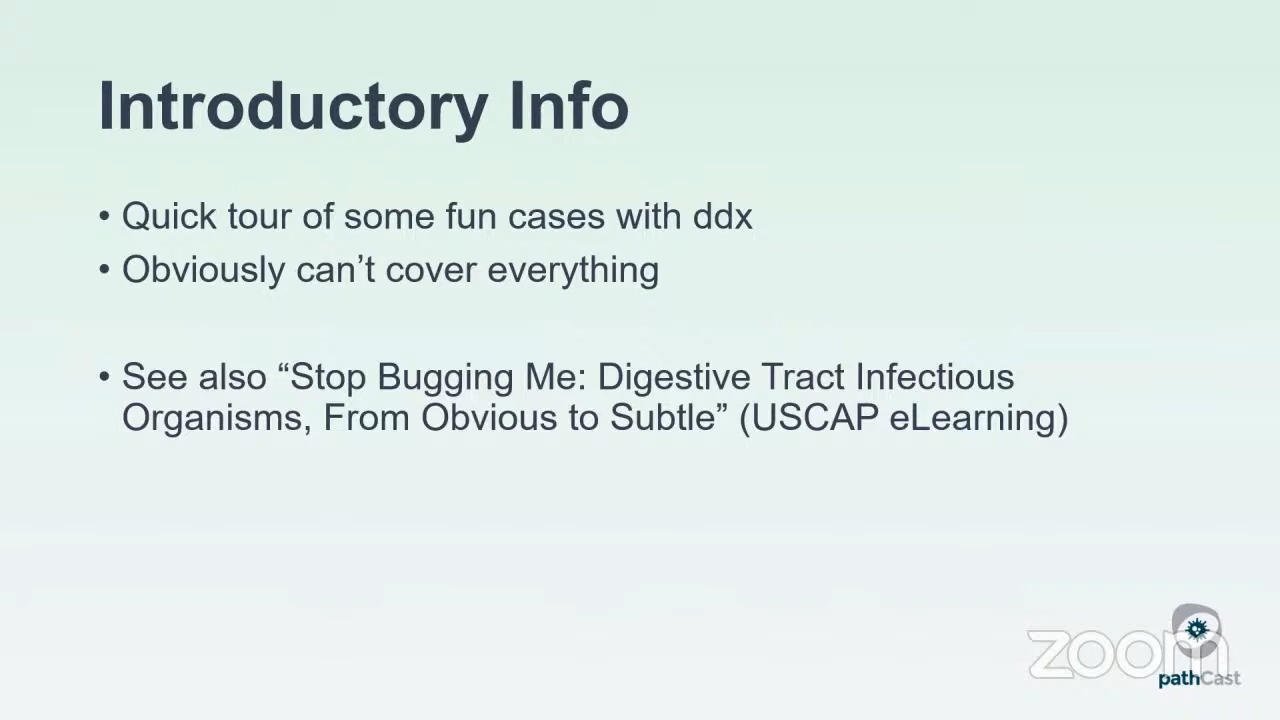 Introductory Info
• Quick tour of some fun cases with ddx
• Obviously can’t cover everything
• See also “Stop Bugging Me: Digestive Tract Infectious
Organisms, From Obvious to Subtle” (USCAP eLearning)
zoom
pathCast